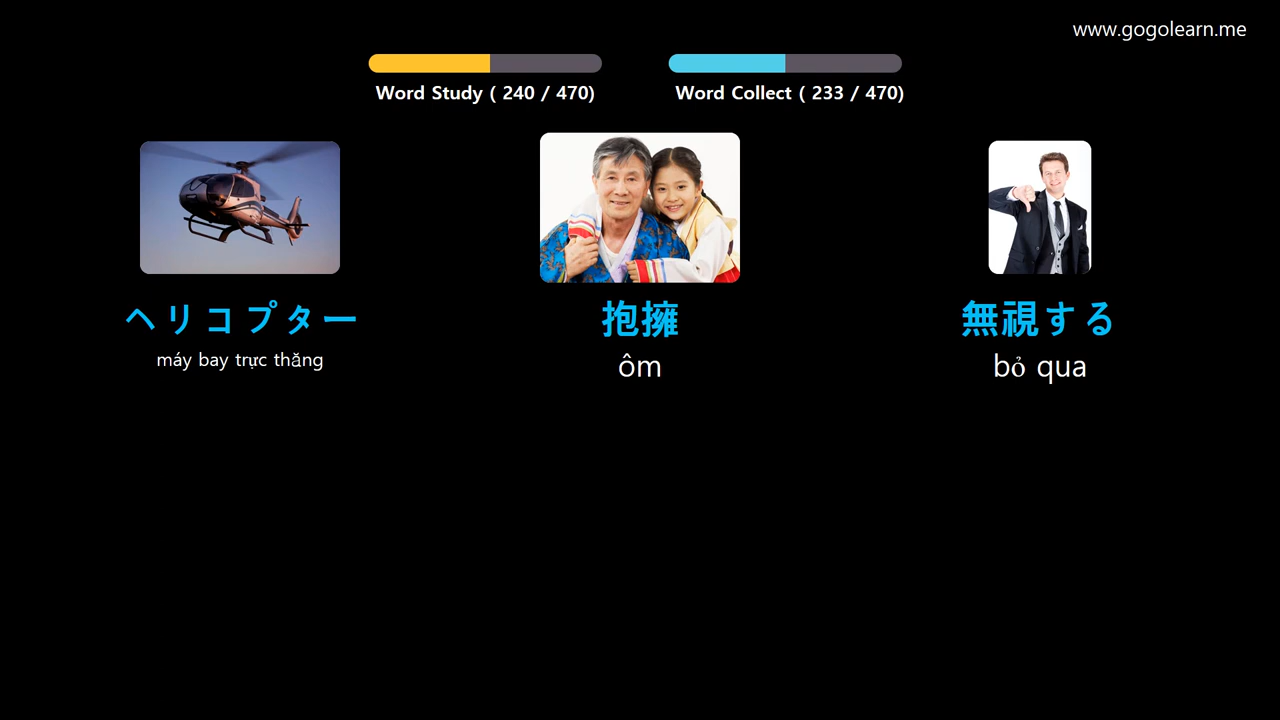 www.gogolearn.me
Word Study ( 240 / 470)
Word Collect ( 233 / 470)
ヘリコプター
抱擁
無視する
máy bay trực thăng
ôm
bỏ qua